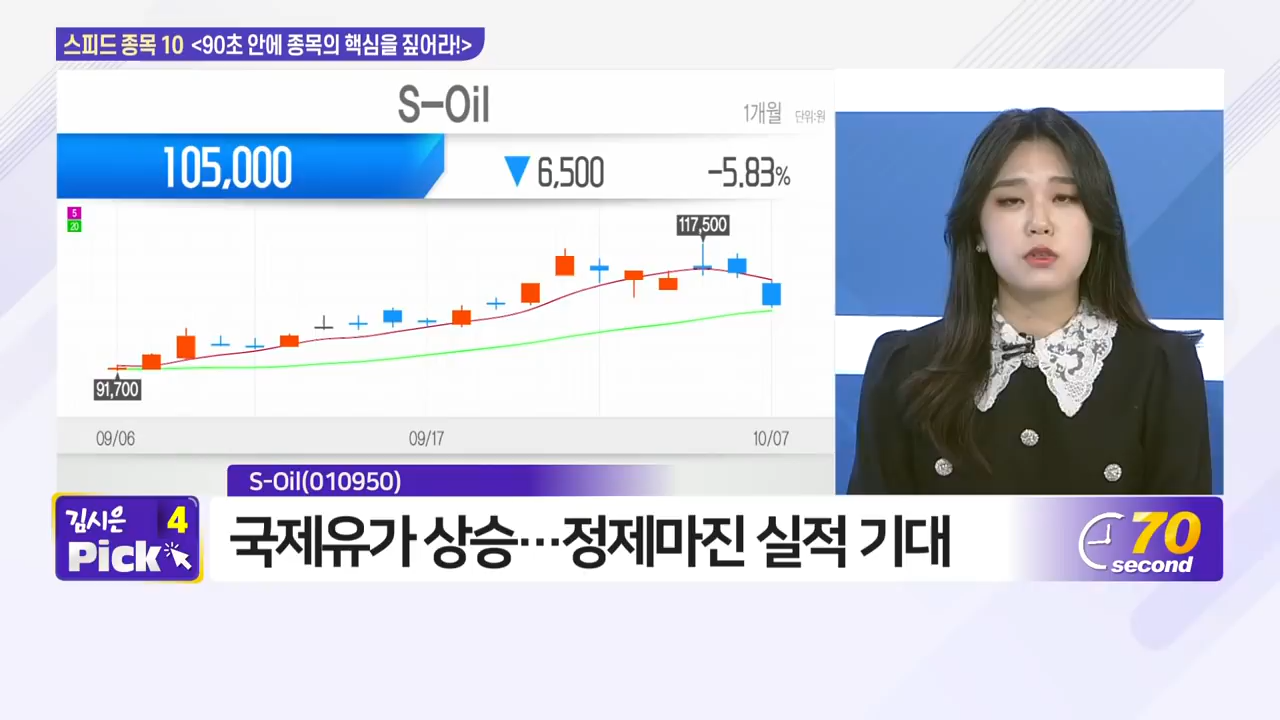 스피드 종목 10 <90초 안에 종목의 핵심을 짚어라!>
S-Oil
1개월 단위:원
105,000 ▼ 6,500 -5.83%
5
20
117,500
91,700
09/06 09/17 10/07
S-Oil(010950)
김시은 4
Pick
국제유가 상승…정제마진 실적 기대
70
second